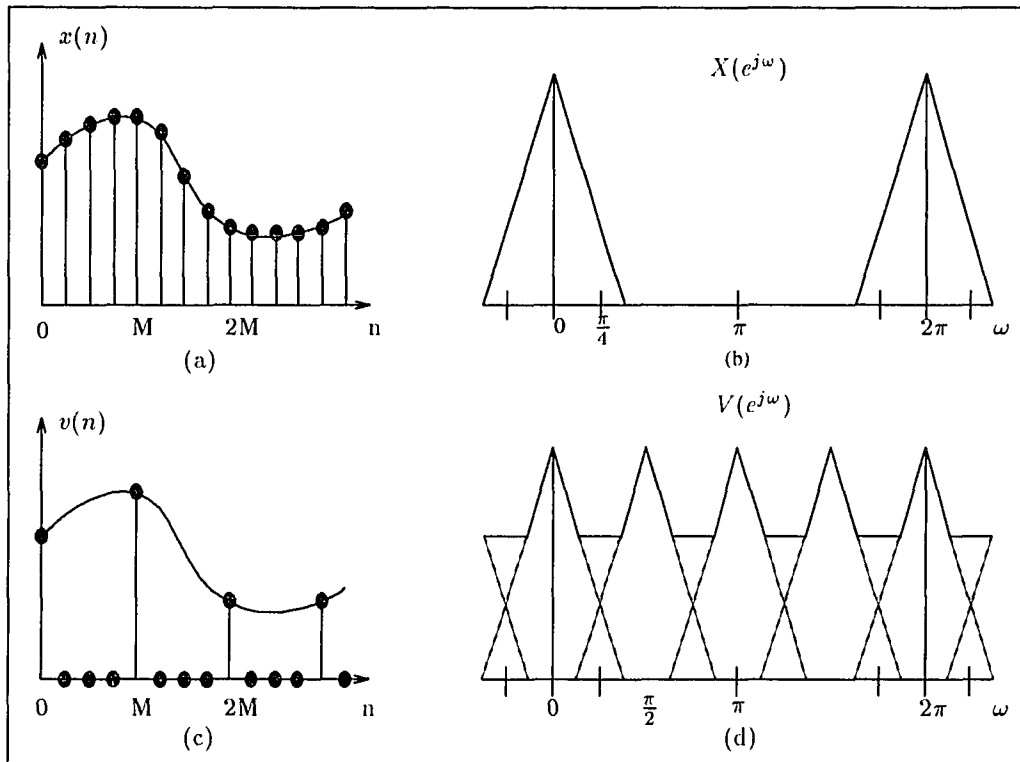 x(n)
0 M 2M n
(a)
X(e^{jω})
0 π/4 π 2π ω
(b)
v(n)
0 M 2M n
(c)
V(e^{jω})
0 π/2 π 2π ω
(d)